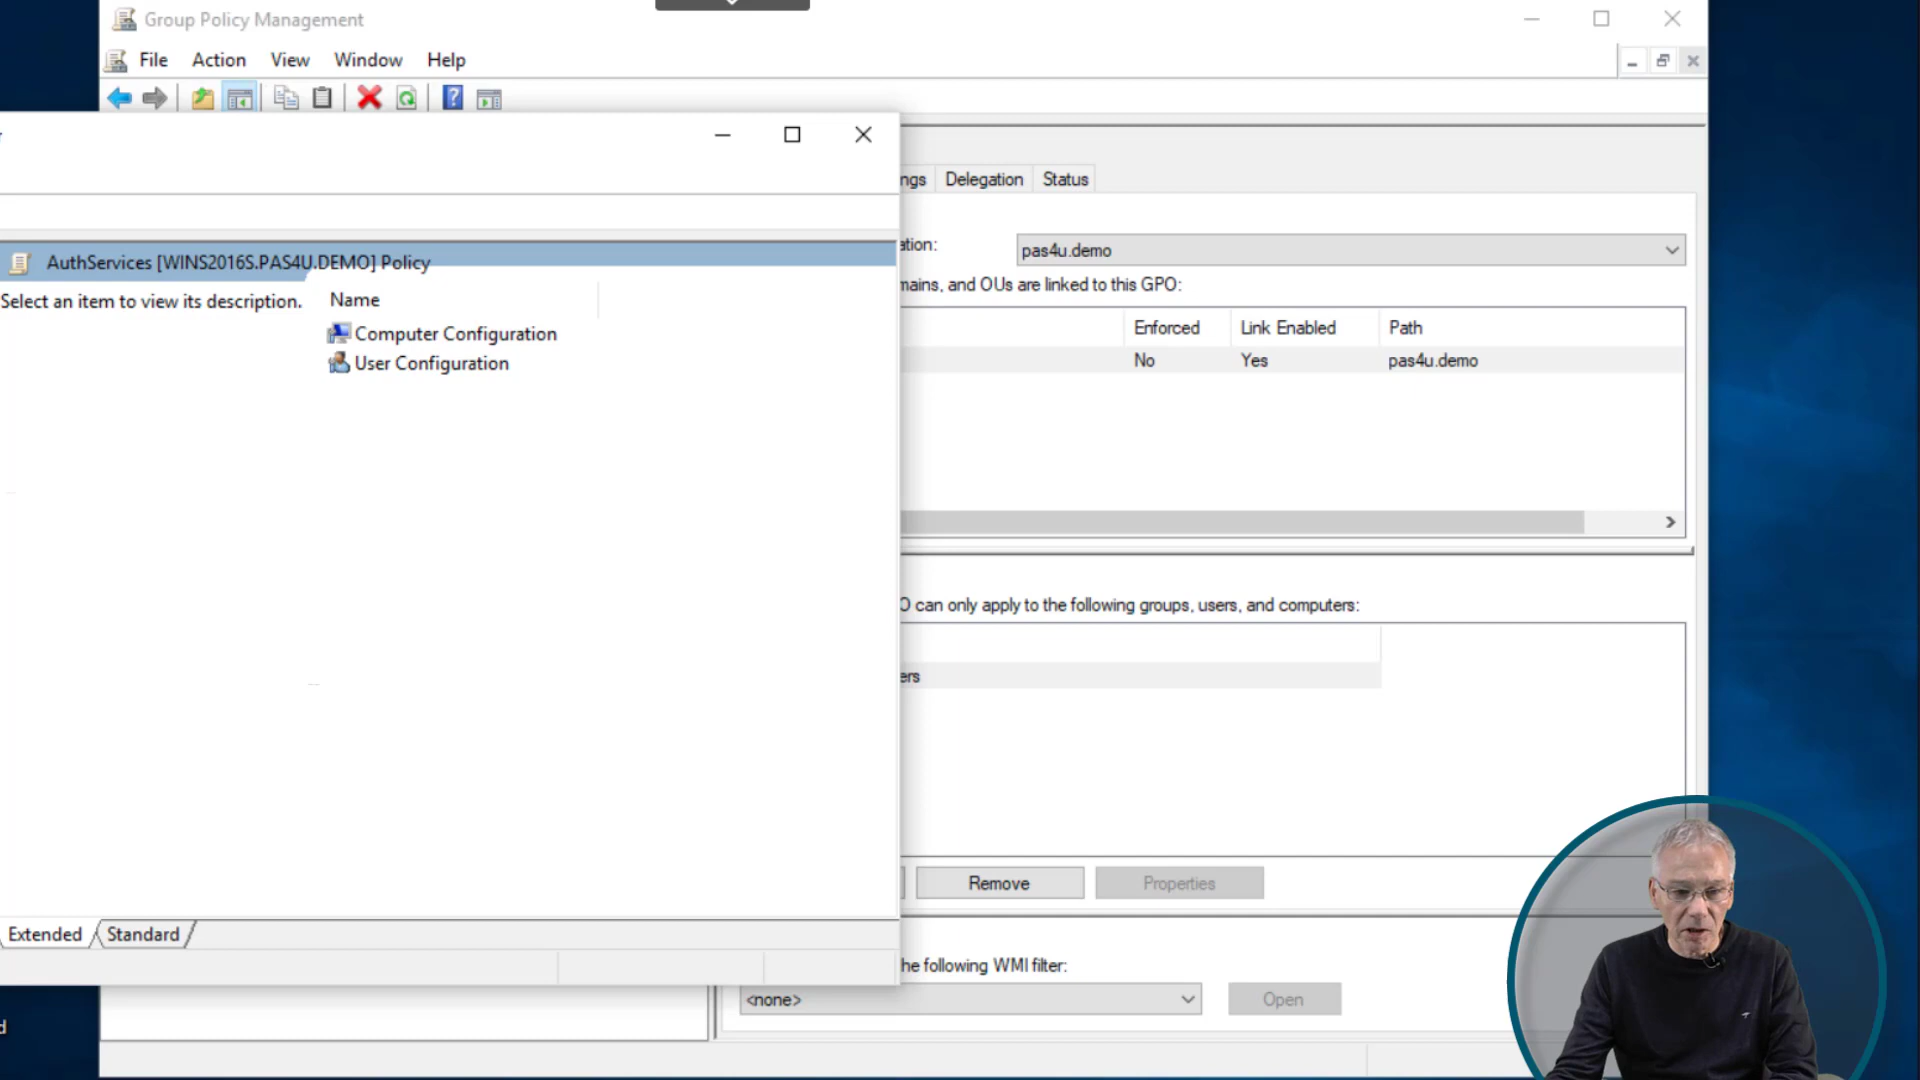 Group Policy Management
File Action View Window Help
AuthServices [WINS2016S.PAS4U.DEMO] Policy
Select an item to view its description.
Name
Computer Configuration
User Configuration
Extended Standard
ngs Delegation Status
ation: pas4u.demo
mains, and OUs are linked to this GPO:
Enforced Link Enabled Path
No Yes pas4u.demo
O can only apply to the following groups, users, and computers:
ers
Remove Properties
he following WMI filter:
<none> Open
d